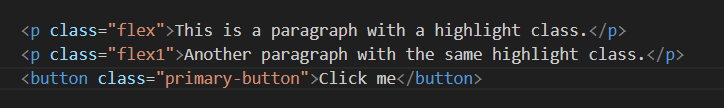 <p class="flex">This is a paragraph with a highlight class.</p>
<p class="flex1">Another paragraph with the same highlight class.</p>
<button class="primary-button">Click me</button>